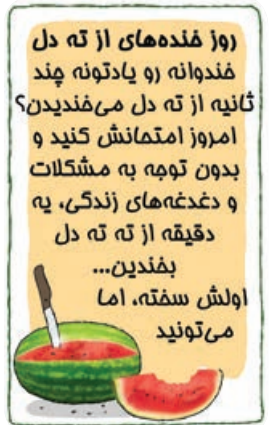 روز خنده‌های از ته دل
خندوانه رو یادتونه چند
ثانیه از ته دل می‌خندیدن؟
امروز امتحانش کنید و
بدون توجه به مشکلات
و دغدغه‌های زندگی، یه
دقیقه از ته ته دل
بخندین...
اولش سخته، اما
می‌تونید